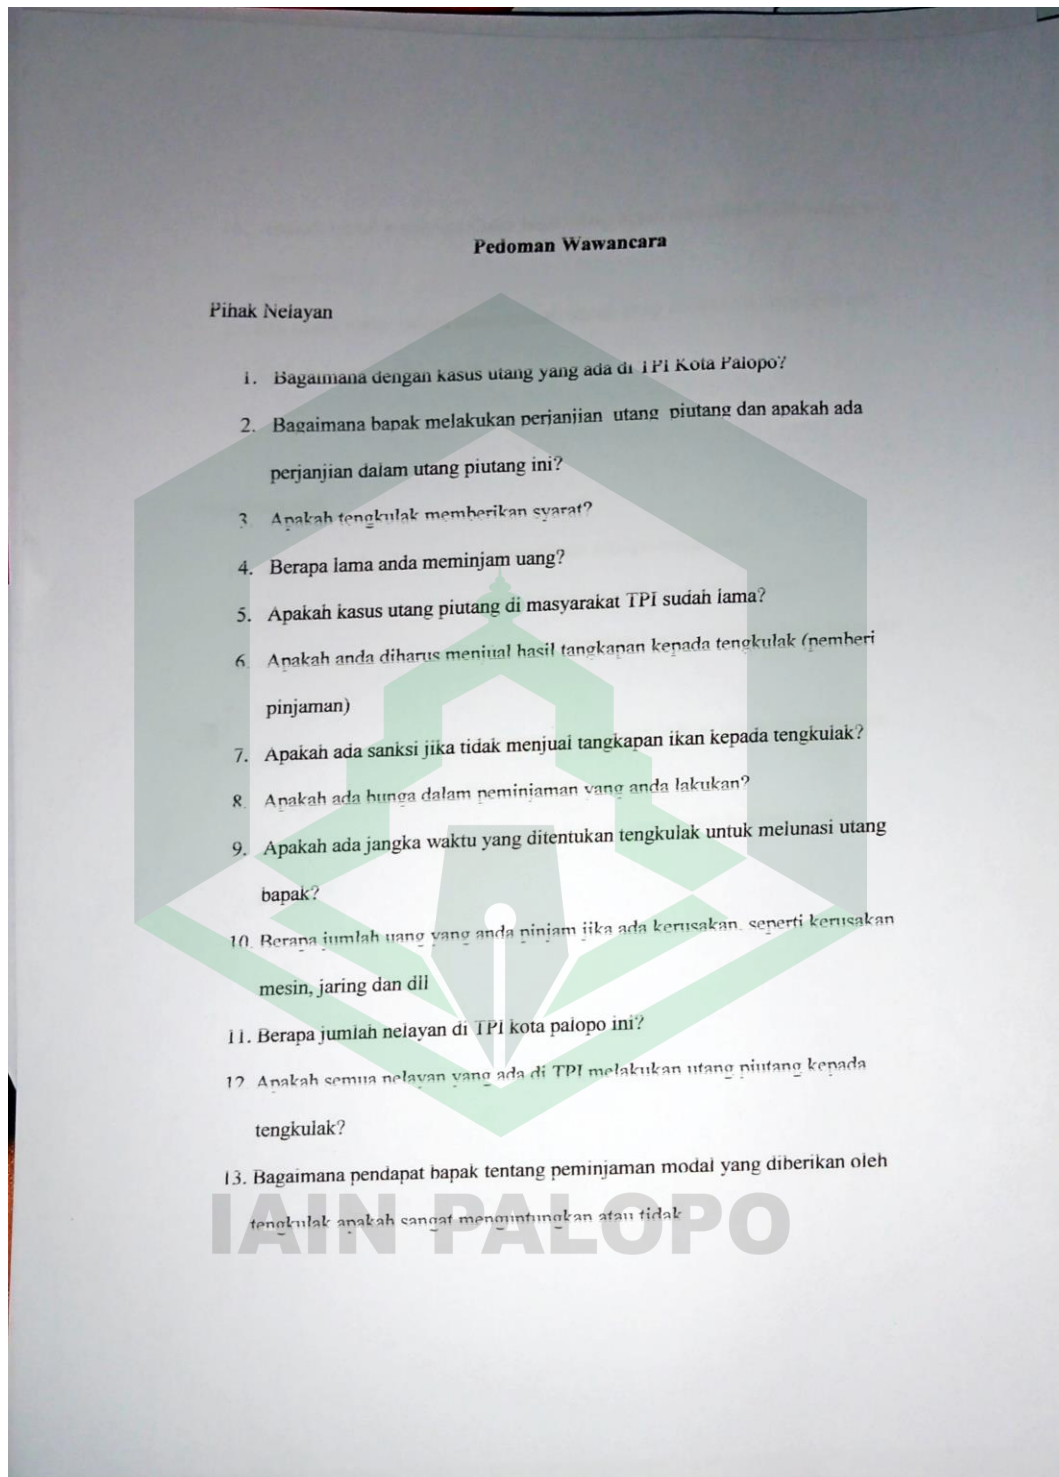 Pedoman Wawancara
Pihak Nelayan
1. Bagaimana dengan kasus utang yang ada di TPI Kota Palopo?
2. Bagaimana bapak melakukan perjanjian utang piutang dan apakah ada
perjanjian dalam utang piutang ini?
3. Apakah tengkulak memberikan syarat?
4. Berapa lama anda meminjam uang?
5. Apakah kasus utang piutang di masyarakat TPI sudah lama?
6. Apakah anda diharus menjual hasil tangkapan kepada tengkulak (pemberi
pinjaman)
7. Apakah ada sanksi jika tidak menjual tangkapan ikan kepada tengkulak?
8. Apakah ada bunga dalam peminjaman yang anda lakukan?
9. Apakah ada jangka waktu yang ditentukan tengkulak untuk melunasi utang
bapak?
10. Berapa jumlah uang yang anda pinjam jika ada kerusakan, seperti kerusakan
mesin, jaring dan dll
11. Berapa jumlah nelayan di TPI kota palopo ini?
12. Apakah semua nelayan yang ada di TPI melakukan utang piutang kepada
tengkulak?
13. Bagaimana pendapat bapak tentang peminjaman modal yang diberikan oleh
tengkulak apakah sangat menguntungkan atau tidak
IAIN PALOPO